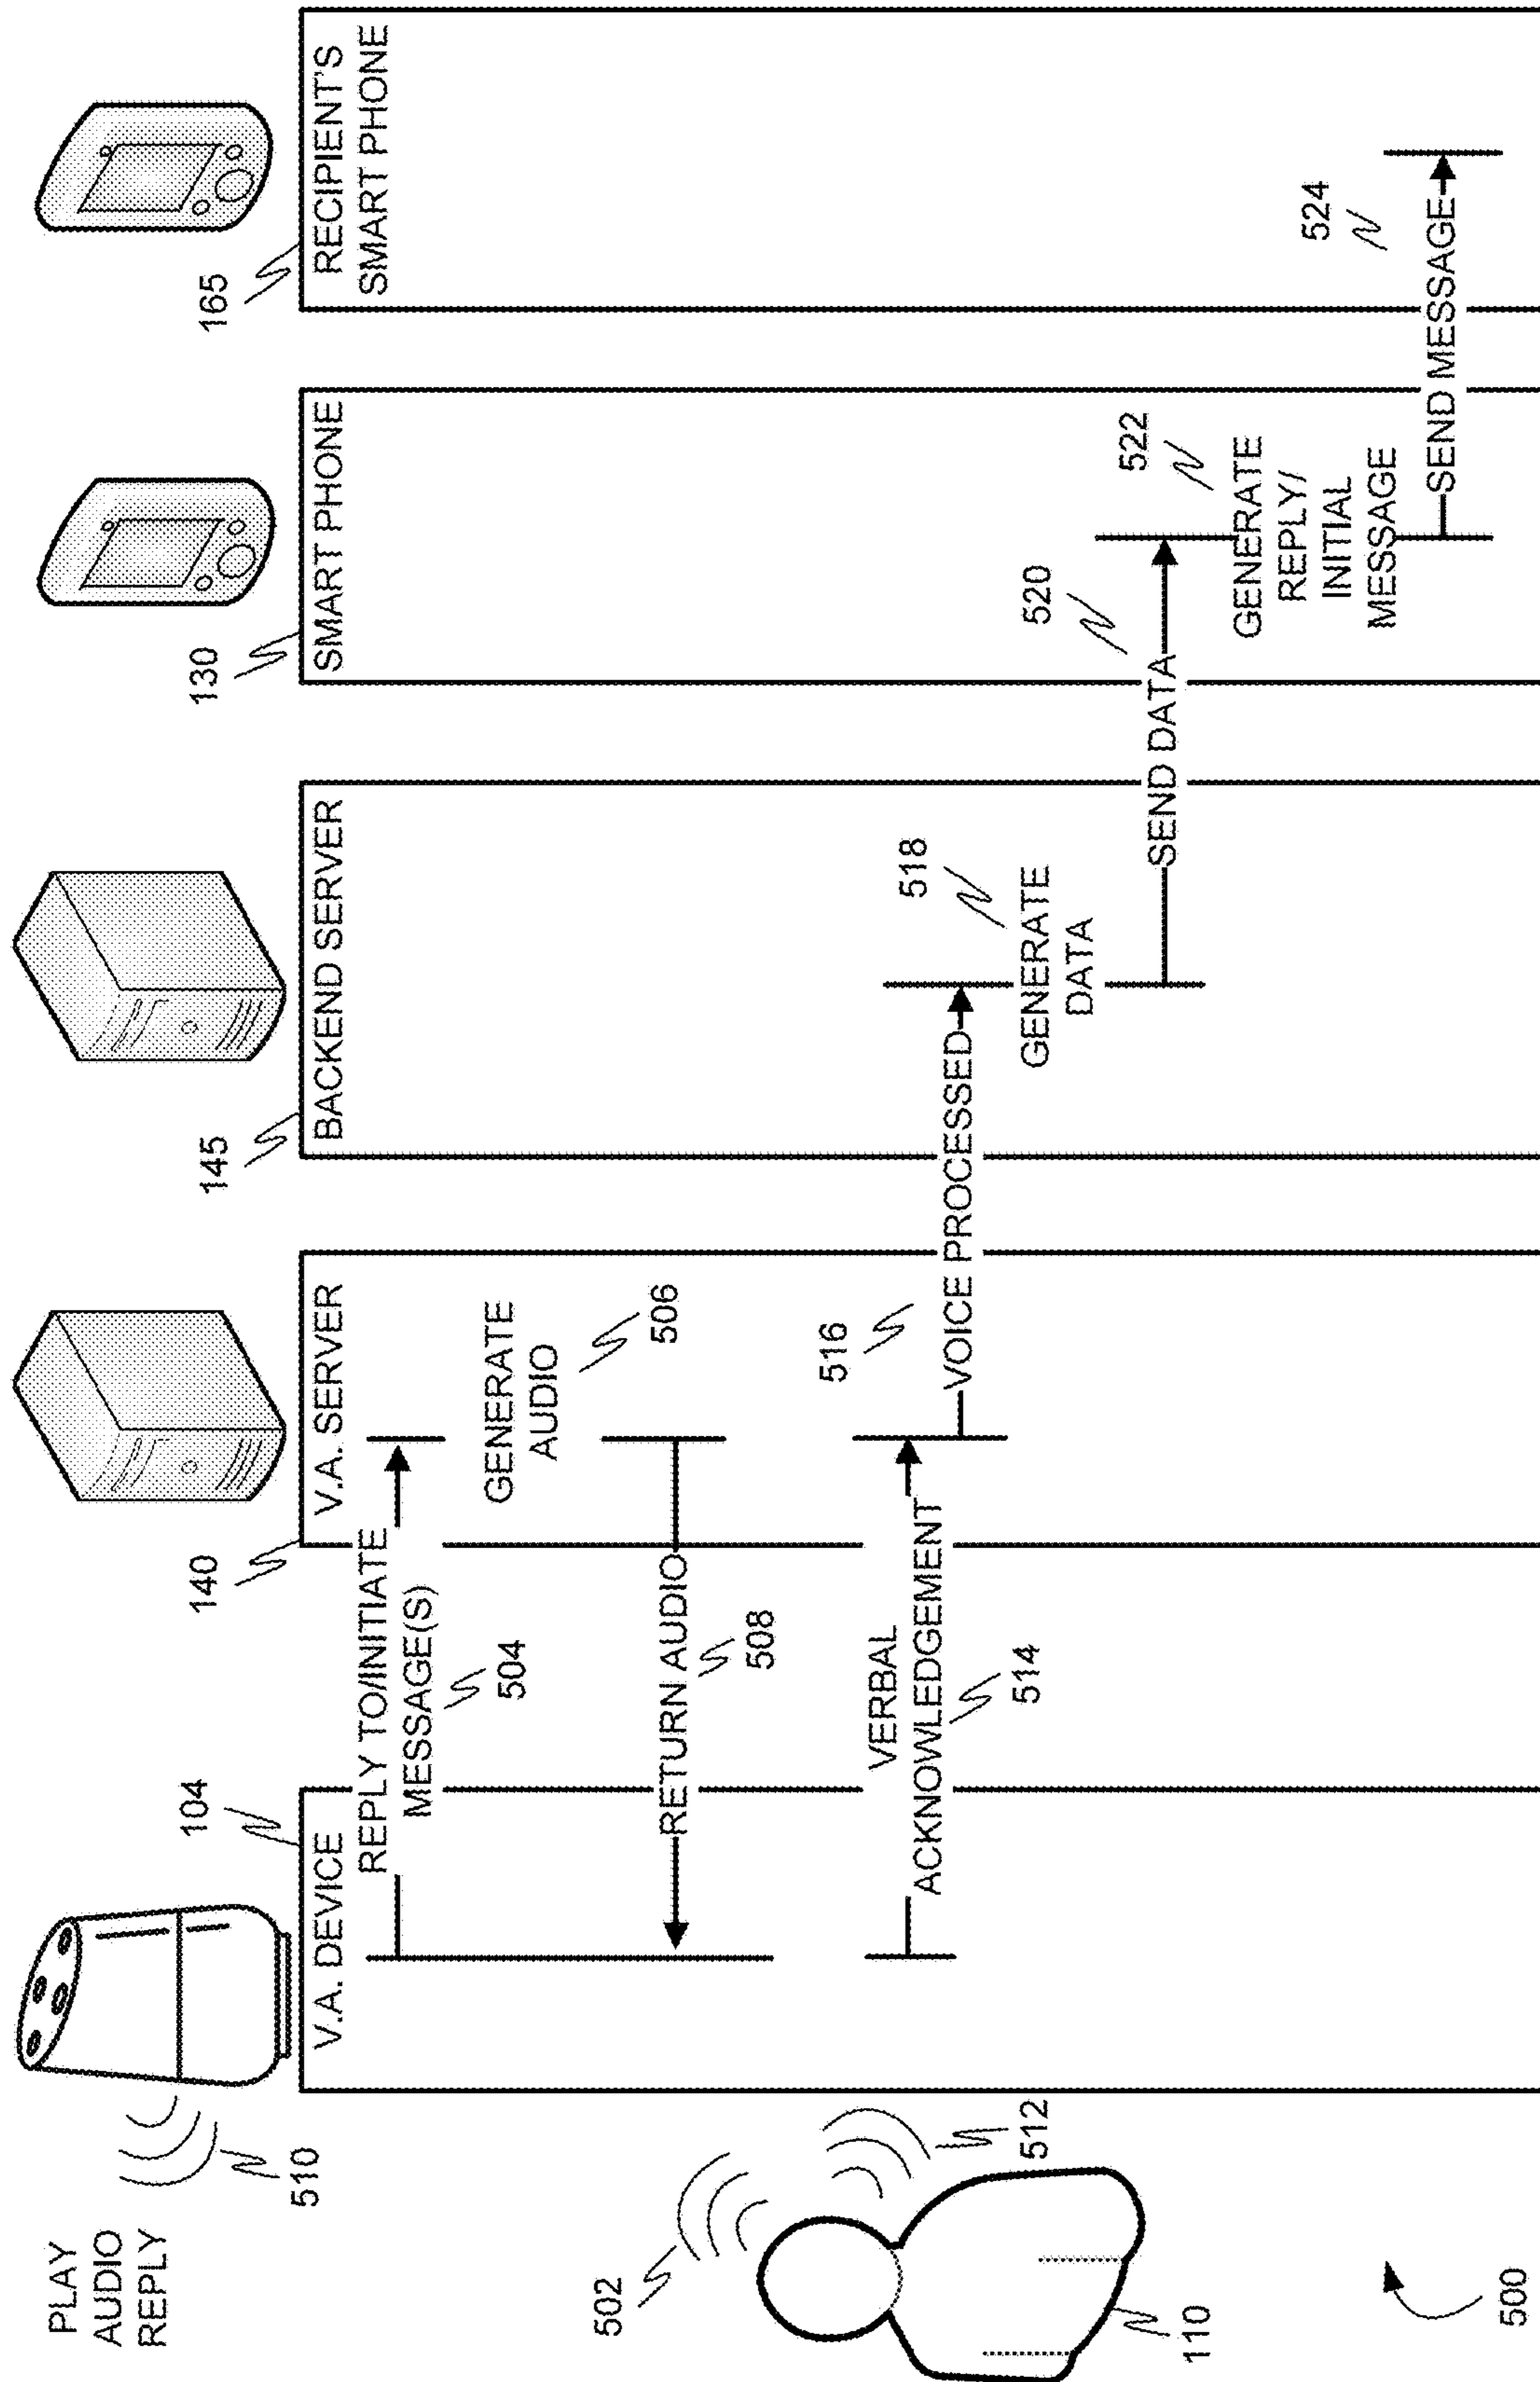 PLAY
AUDIO
REPLY
510
502
512
110
500
104
V.A. DEVICE
140
V.A. SERVER
145
BACKEND SERVER
130
SMART PHONE
165
RECIPIENT'S
SMART PHONE
REPLY TO/INITIATE
MESSAGE(S)
504
GENERATE
AUDIO
506
RETURN AUDIO
508
VERBAL
ACKNOWLEDGEMENT
514
516
VOICE PROCESSED
518
GENERATE
DATA
520
SEND DATA
522
GENERATE
REPLY/
INITIAL
MESSAGE
524
SEND MESSAGE